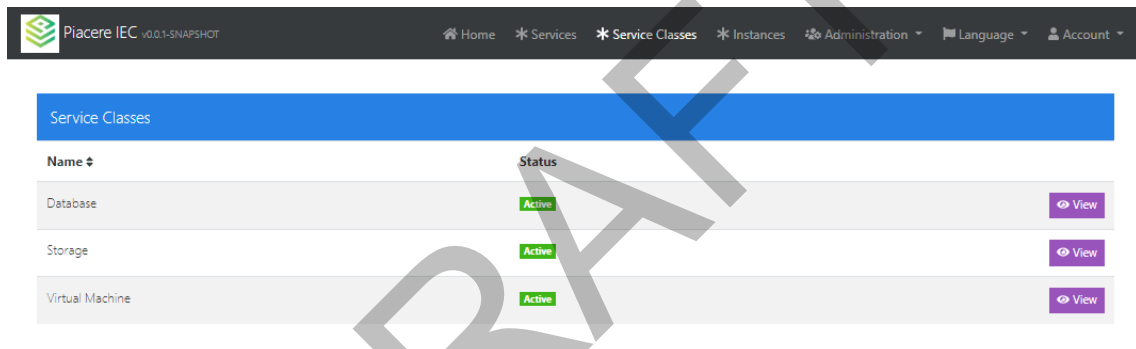 Piacere IEC v0.0.1-SNAPSHOT Home Services Service Classes Instances Administration Language Account
Service Classes
Name Status
Database Active View
Storage Active View
Virtual Machine Active View